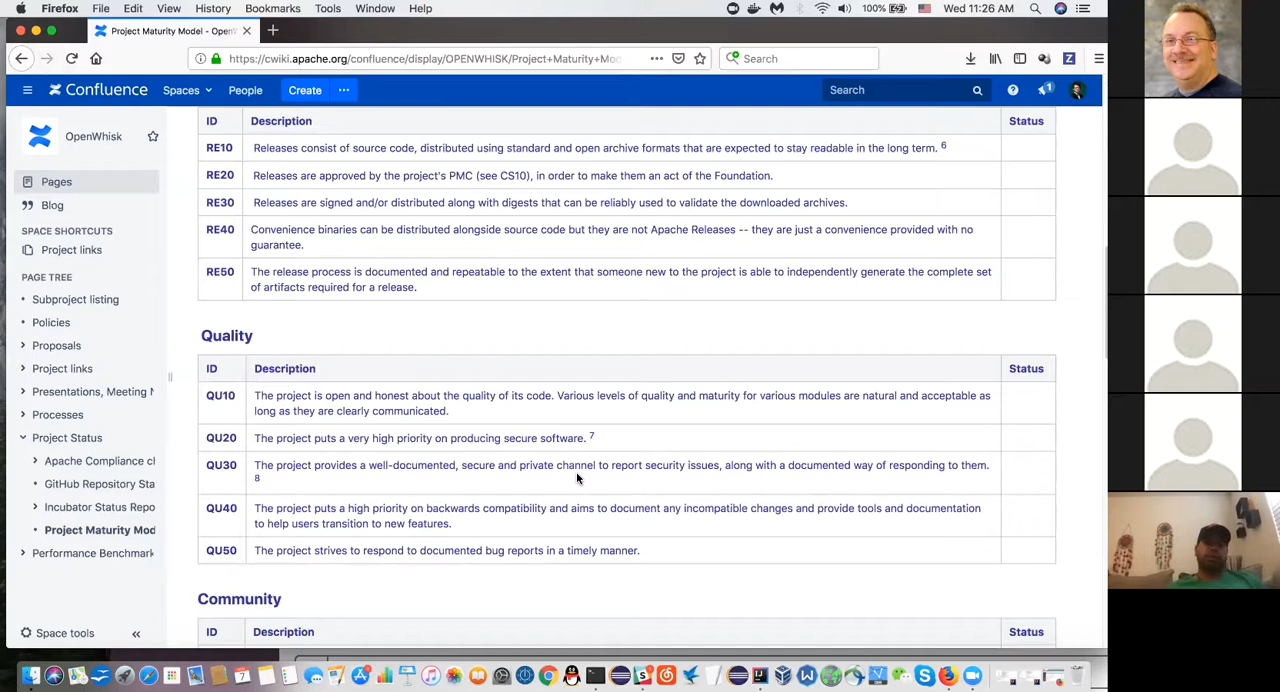 Firefox File Edit View History Bookmarks Tools Window Help 100% Wed 11:26 AM
Project Maturity Model - OpenW
https://cwiki.apache.org/confluence/display/OPENWHISK/Project+Maturity+Mod Search
Confluence Spaces People Create Search 1
OpenWhisk
Pages
Blog
SPACE SHORTCUTS
Project links
PAGE TREE
Subproject listing
Policies
Proposals
Project links
Presentations, Meeting N
Processes
Project Status
Apache Compliance ch
GitHub Repository Sta
Incubator Status Repo
Project Maturity Mod
Performance Benchmark
Space tools
ID Description Status
RE10 Releases consist of source code, distributed using standard and open archive formats that are expected to stay readable in the long term. 6
RE20 Releases are approved by the project's PMC (see CS10), in order to make them an act of the Foundation.
RE30 Releases are signed and/or distributed along with digests that can be reliably used to validate the downloaded archives.
RE40 Convenience binaries can be distributed alongside source code but they are not Apache Releases -- they are just a convenience provided with no
guarantee.
RE50 The release process is documented and repeatable to the extent that someone new to the project is able to independently generate the complete set
of artifacts required for a release.
Quality
ID Description Status
QU10 The project is open and honest about the quality of its code. Various levels of quality and maturity for various modules are natural and acceptable as
long as they are clearly communicated.
QU20 The project puts a very high priority on producing secure software. 7
QU30 The project provides a well-documented, secure and private channel to report security issues, along with a documented way of responding to them.
8
QU40 The project puts a high priority on backwards compatibility and aims to document any incompatible changes and provide tools and documentation
to help users transition to new features.
QU50 The project strives to respond to documented bug reports in a timely manner.
Community
ID Description Status